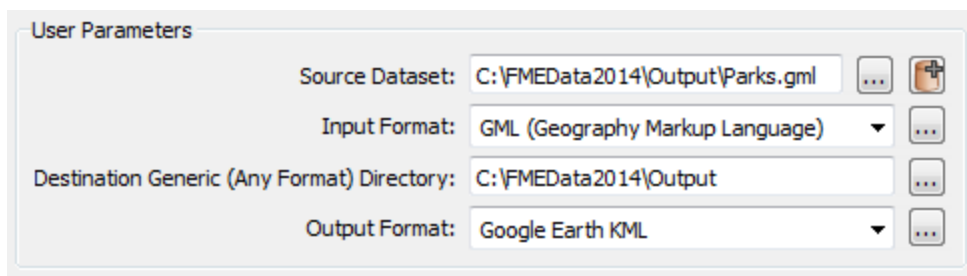 User Parameters
Source Dataset: C:\FMEData2014\Output\Parks.gml ...
Input Format: GML (Geography Markup Language) ...
Destination Generic (Any Format) Directory: C:\FMEData2014\Output ...
Output Format: Google Earth KML ...